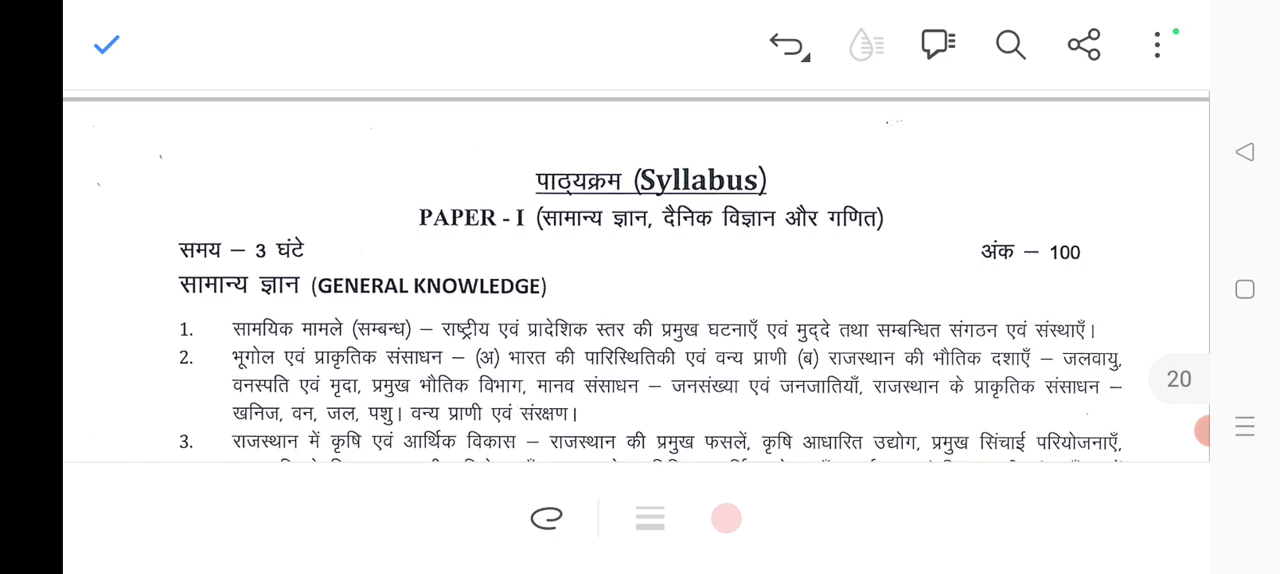 पाठ्यक्रम (Syllabus)
PAPER - I (सामान्य ज्ञान, दैनिक विज्ञान और गणित)
समय – 3 घंटे अंक – 100
सामान्य ज्ञान (GENERAL KNOWLEDGE)
1. सामयिक मामले (सम्बन्ध) – राष्ट्रीय एवं प्रादेशिक स्तर की प्रमुख घटनाएँ एवं मुद्दे तथा सम्बन्धित संगठन एवं संस्थाएँ।
2. भूगोल एवं प्राकृतिक संसाधन – (अ) भारत की पारिस्थितिकी एवं वन्य प्राणी (ब) राजस्थान की भौतिक दशाएँ – जलवायु,
वनस्पति एवं मृदा, प्रमुख भौतिक विभाग, मानव संसाधन – जनसंख्या एवं जनजातियाँ, राजस्थान के प्राकृतिक संसाधन –
खनिज, वन, जल, पशु। वन्य प्राणी एवं संरक्षण।
3. राजस्थान में कृषि एवं आर्थिक विकास – राजस्थान की प्रमुख फसलें, कृषि आधारित उद्योग, प्रमुख सिंचाई परियोजनाएँ,
20